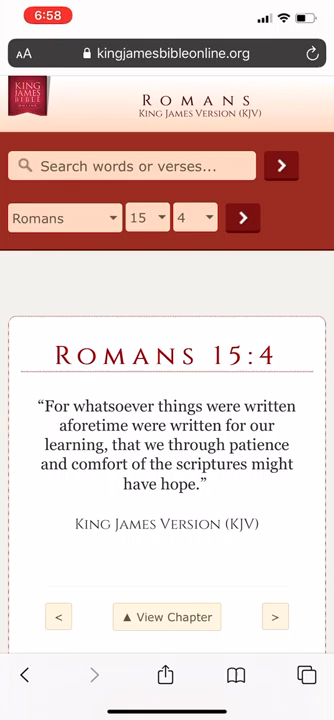 6:58
AA kingjamesbibleonline.org
KING
JAMES
BIBLE
ROMANS
KING JAMES VERSION (KJV)
Search words or verses...
Romans 15 4
ROMANS 15:4
“For whatsoever things were written
aforetime were written for our
learning, that we through patience
and comfort of the scriptures might
have hope.”
KING JAMES VERSION (KJV)
< ▲ View Chapter >